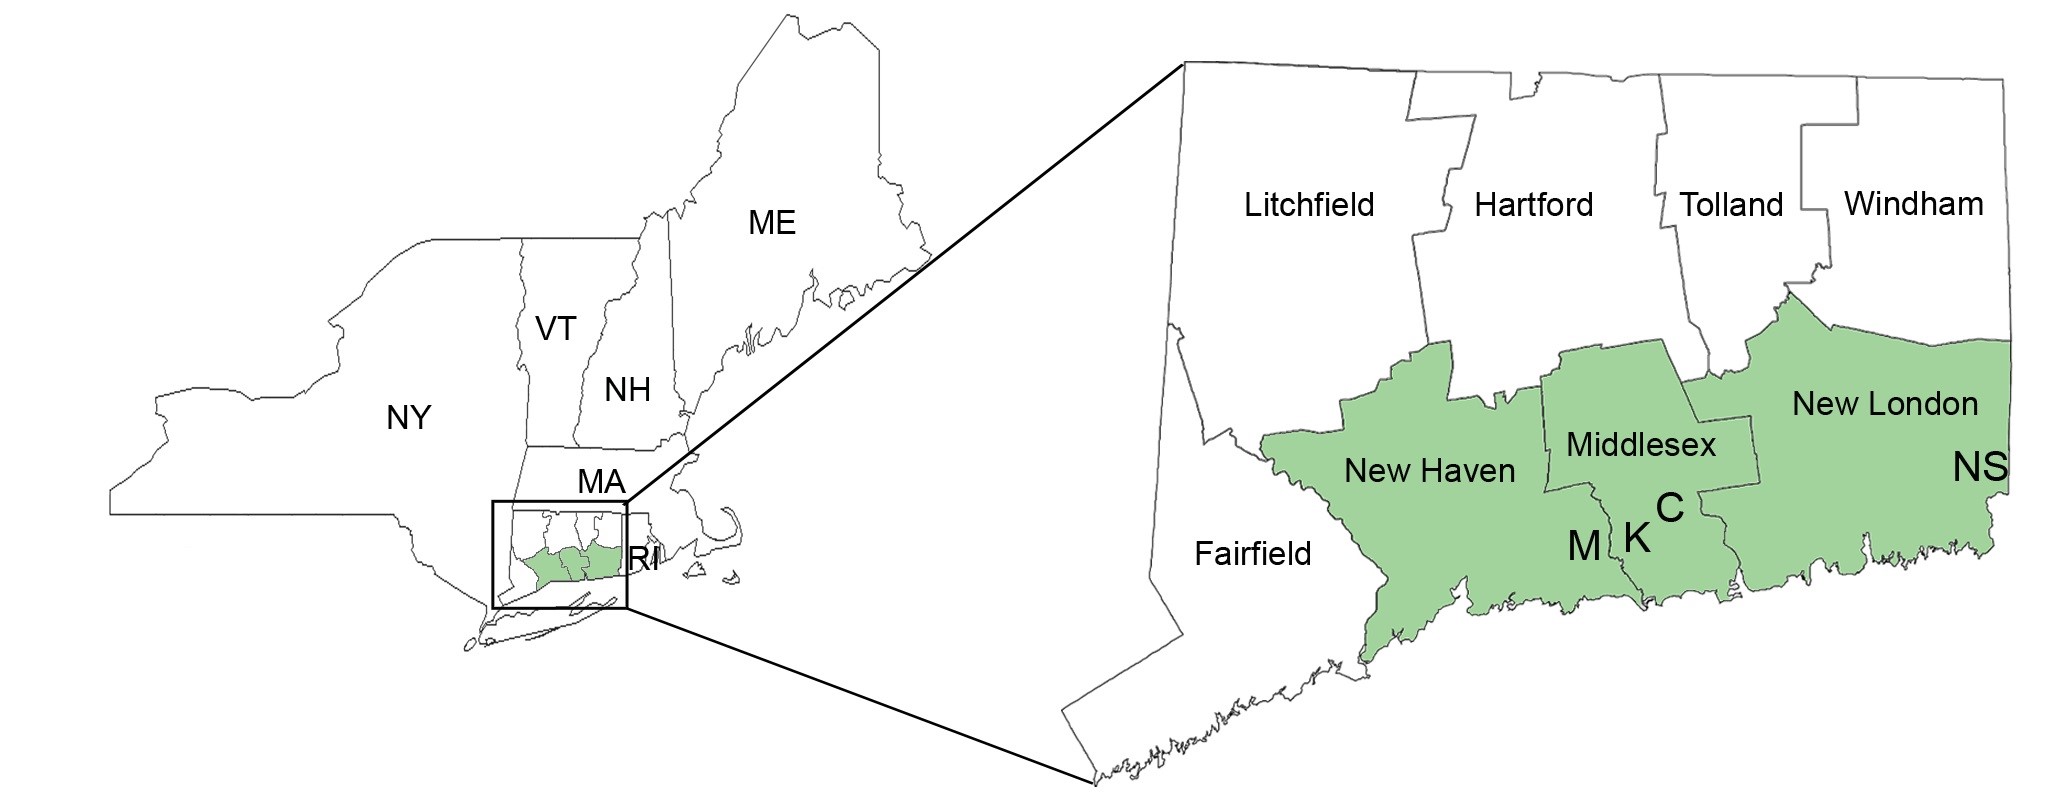 ME
VT
NH
NY
MA
RI
Litchfield
Hartford
Tolland
Windham
New London
Middlesex
New Haven
NS
C
K
M
Fairfield